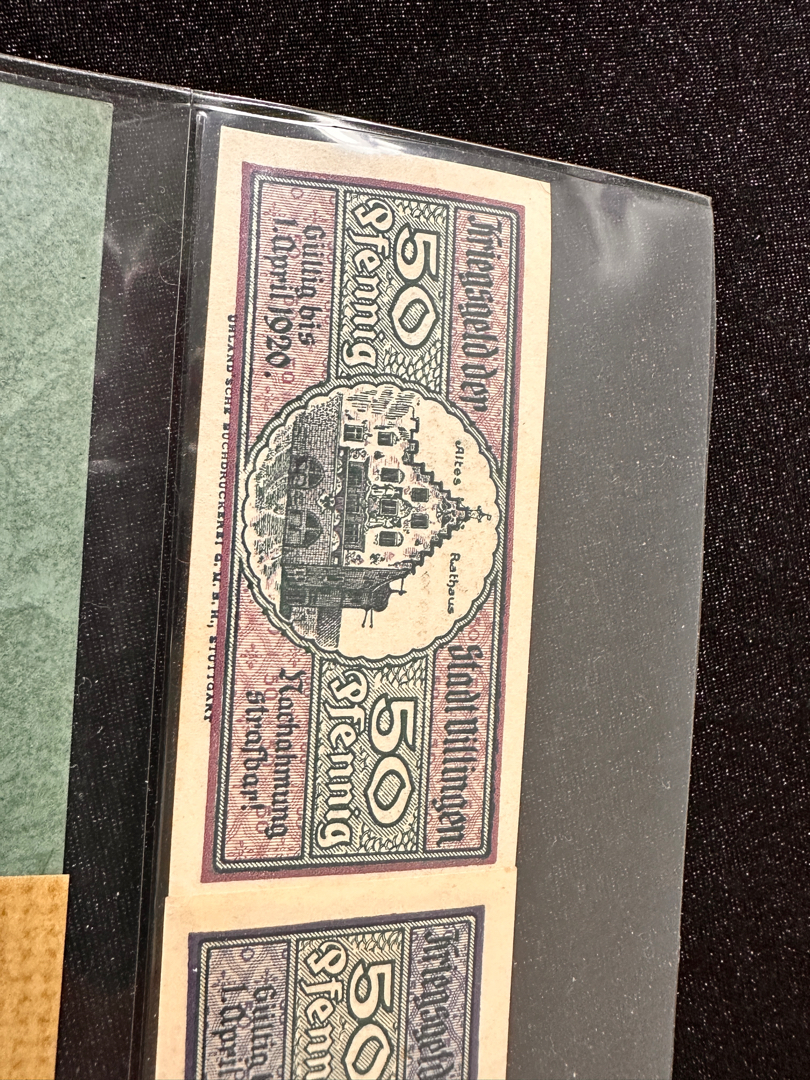 Kriegsgeld der
Stadt Villingen
50
Pfennig
50
Pfennig
Altes Rathaus
Gültig bis
1. April 1920.
Nachahmung
strafbar!
UHLAND'SCHE BUCHDRUCKEREI G.M.B.H., STUTTGART
Kriegsgeld
50
Pfenn
Gültig
1. April